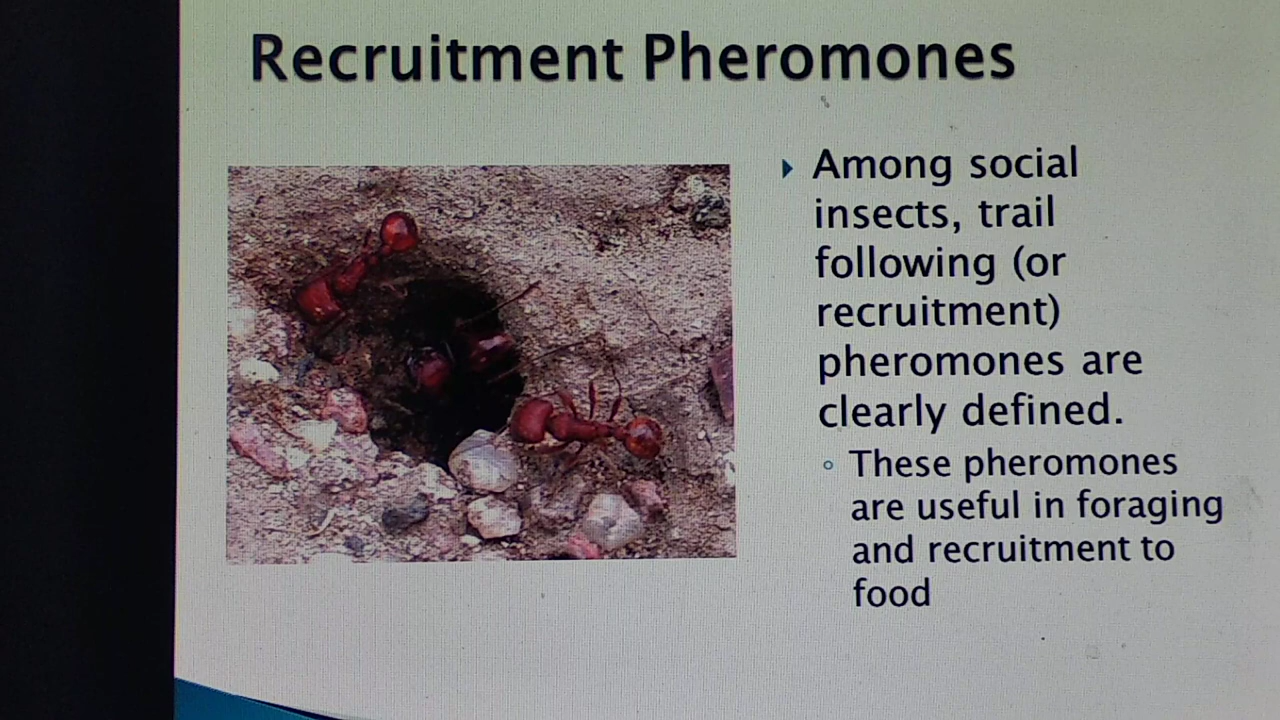 Recruitment Pheromones
Among social
insects, trail
following (or
recruitment)
pheromones are
clearly defined.
These pheromones
are useful in foraging
and recruitment to
food